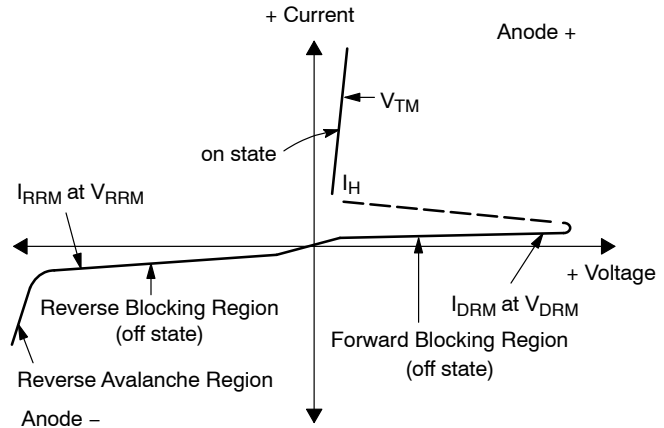 + Current
Anode +
VTM
on state
IH
IRRM at VRRM
+ Voltage
IDRM at VDRM
Reverse Blocking Region
(off state)
Forward Blocking Region
(off state)
Reverse Avalanche Region
Anode −